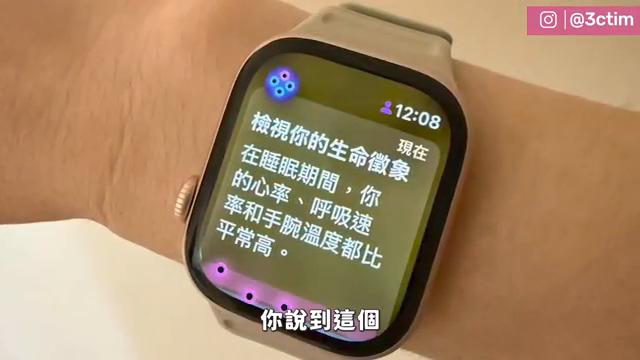 @3ctim
12:08
檢視你的生命徵象
現在
在睡眠期間，你
的心率、呼吸速
率和手腕溫度都比
平常高。
你說到這個